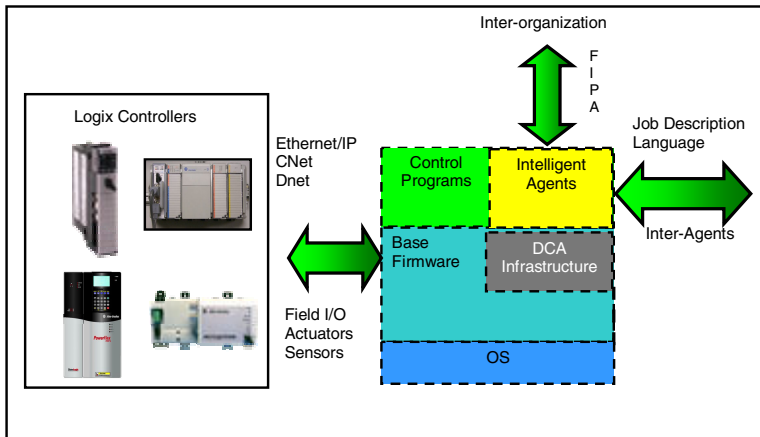 Inter-organization
F
I
P
A
Logix Controllers
Ethernet/IP
CNet
Dnet
Control
Programs
Intelligent
Agents
Job Description
Language
Inter-Agents
Base
Firmware
DCA
Infrastructure
Field I/O
Actuators
Sensors
OS
PowerFlex